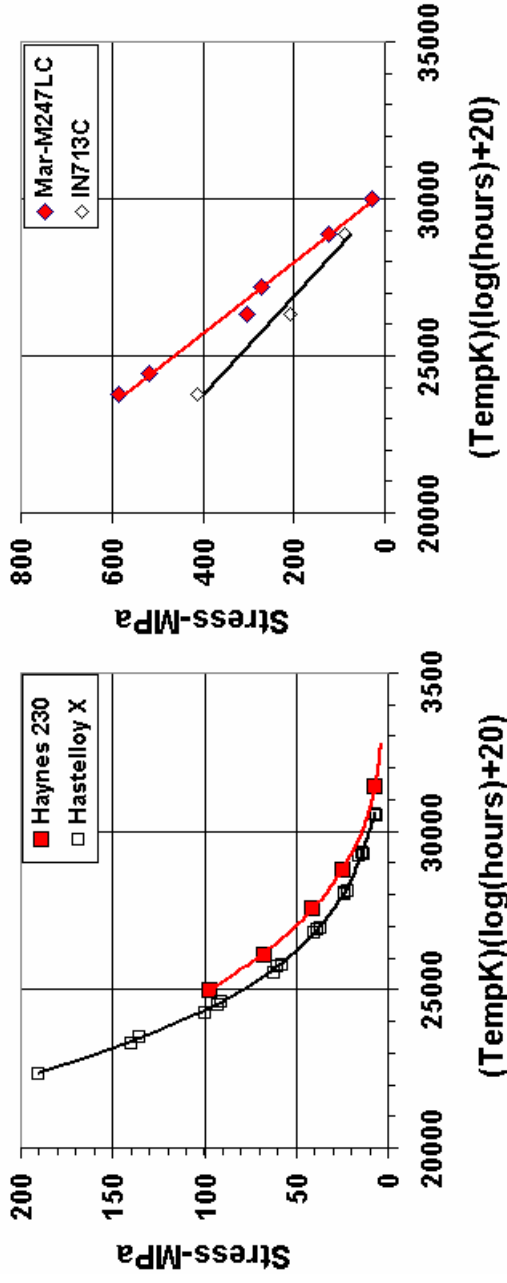 200
150
100
50
0
Stress-MPa
Haynes 230
Hastelloy X
20000
25000
30000
3500
(TempK)(log(hours)+20)
800
600
400
200
0
Stress-MPa
Mar-M247LC
IN713C
20000
25000
30000
35000
(TempK)(log(hours)+20)